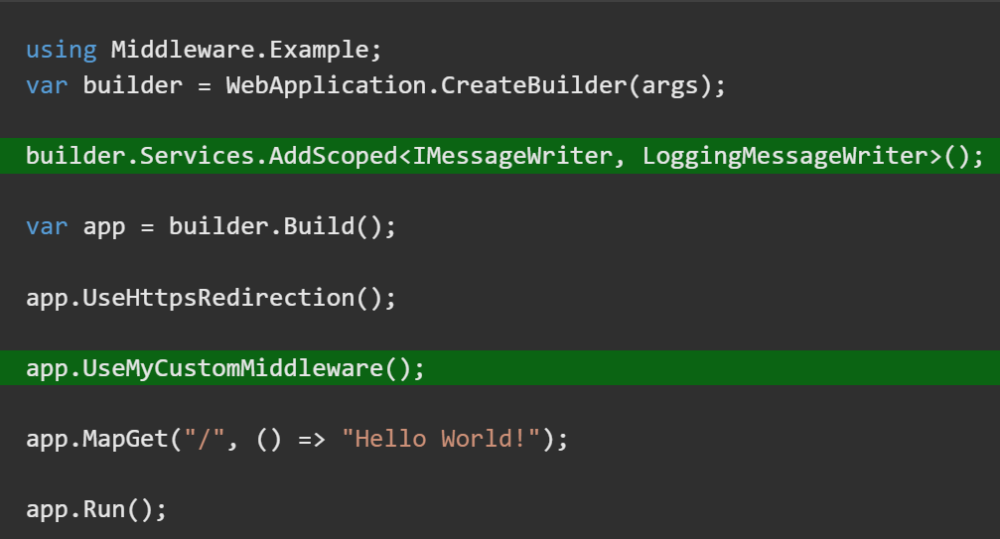 using Middleware.Example;
var builder = WebApplication.CreateBuilder(args);
builder.Services.AddScoped<IMessageWriter, LoggingMessageWriter>();
var app = builder.Build();
app.UseHttpsRedirection();
app.UseMyCustomMiddleware();
app.MapGet("/", () => "Hello World!");
app.Run();